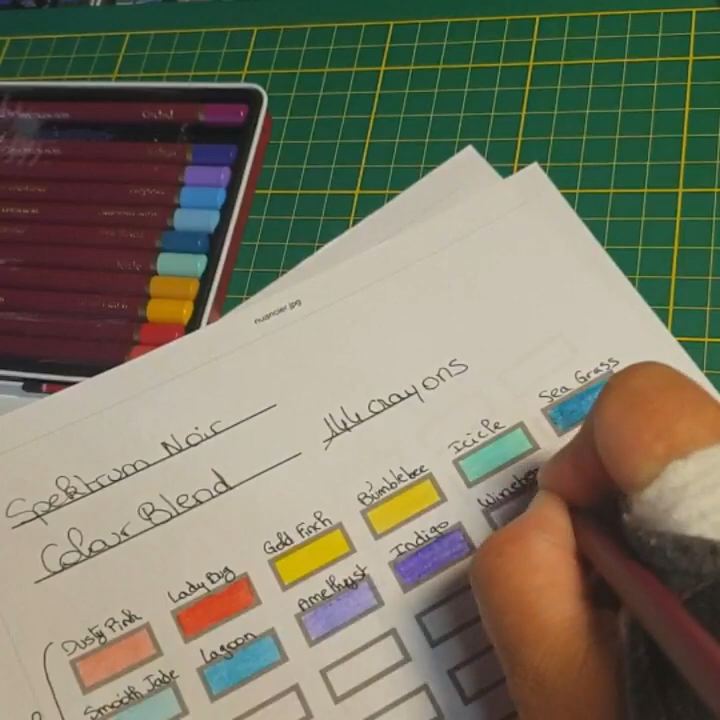 nuancier.jpg
Spektrum Noir 144 crayons
Colour Blend
Dusty Pink Lady Bug Gold Finch Bumblebee Icicle Sea Grass
Smooth Jade Lagoon Amethyst Indigo